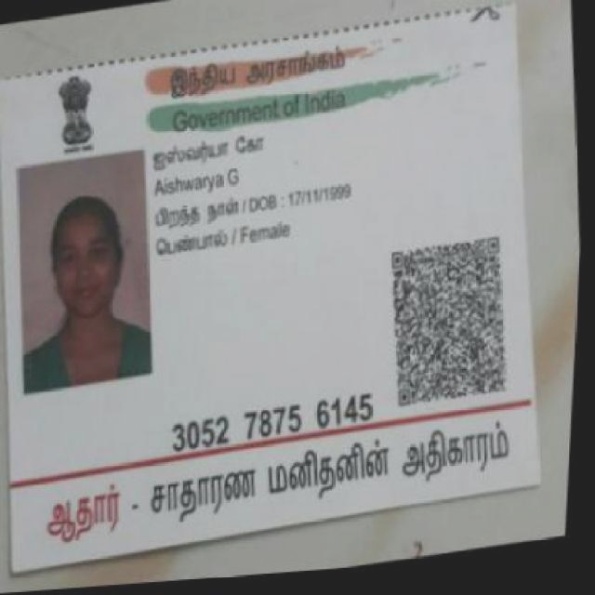 இந்திய அரசாங்கம்
Government of India
ஐஸ்வர்யா கோ
Aishwarya G
பிறந்த நாள் / DOB : 17/11/1999
பெண்பால் / Female
3052 7875 6145
ஆதார் - சாதாரண மனிதனின் அதிகாரம்